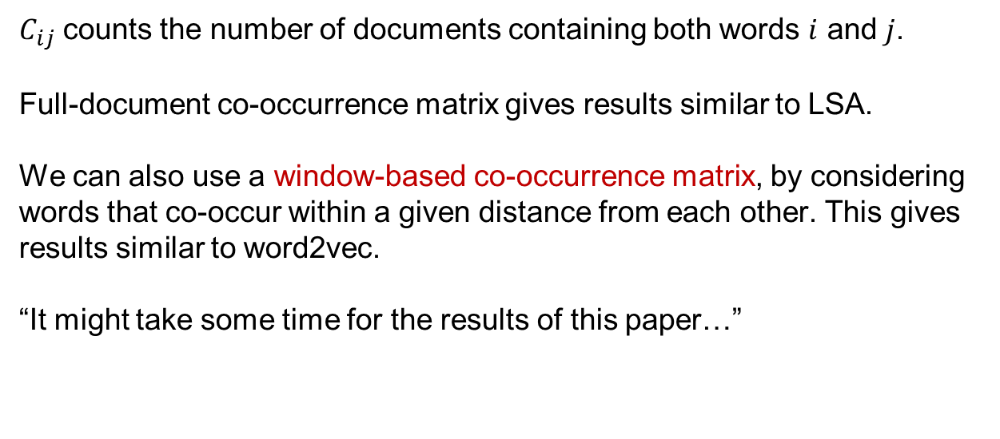 C_{ij} counts the number of documents containing both words i and j.
Full-document co-occurrence matrix gives results similar to LSA.
We can also use a window-based co-occurrence matrix, by considering
words that co-occur within a given distance from each other. This gives
results similar to word2vec.
“It might take some time for the results of this paper…”